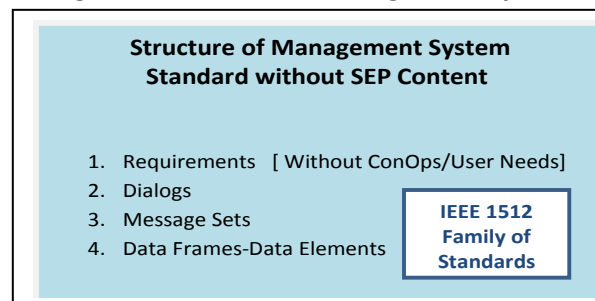 Structure of Management System
Standard without SEP Content
1. Requirements [ Without ConOps/User Needs]
2. Dialogs
3. Message Sets
4. Data Frames-Data Elements
IEEE 1512
Family of
Standards